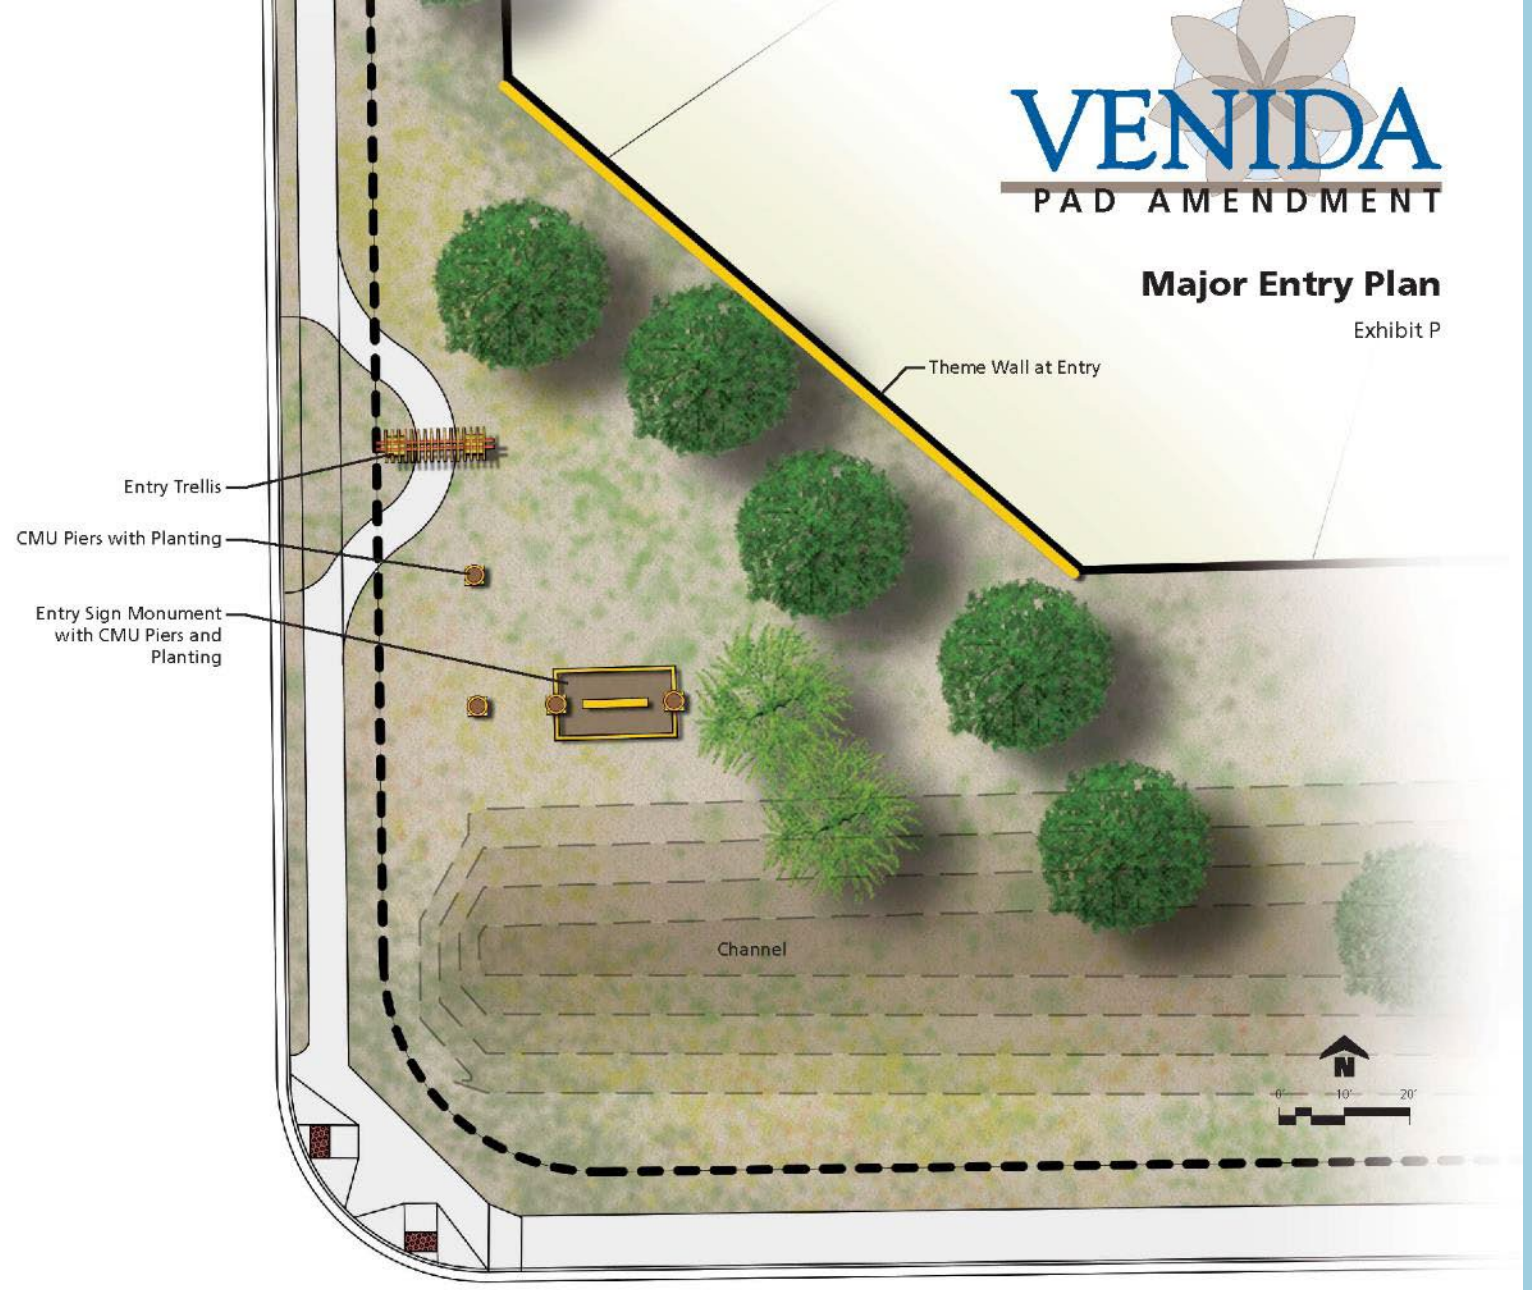 VENIDA
PAD AMENDMENT
Major Entry Plan
Exhibit P
Theme Wall at Entry
Entry Trellis
CMU Piers with Planting
Entry Sign Monument
with CMU Piers and
Planting
Channel
N
0' 10' 20'